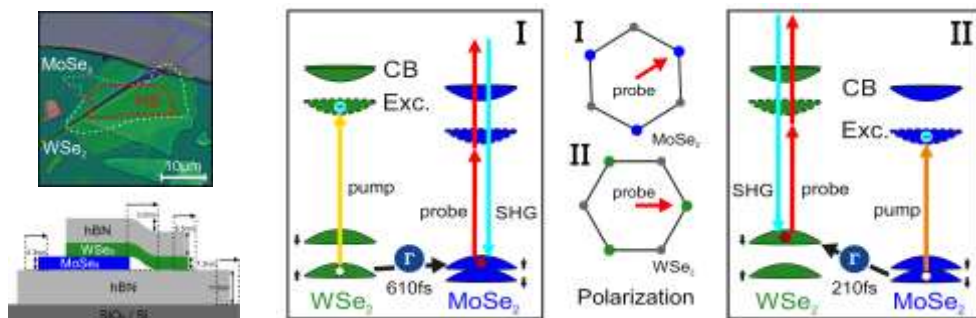 MoSe₂
HS
WSe₂
10µm
hBN
WSe₂
MoSe₂
hBN
SiO₂ / Si
I
CB
Exc.
pump
probe
SHG
Γ
610fs
WSe₂
MoSe₂
I
probe
MoSe₂
II
probe
WSe₂
Polarization
II
CB
Exc.
SHG
probe
pump
Γ
210fs
WSe₂
MoSe₂